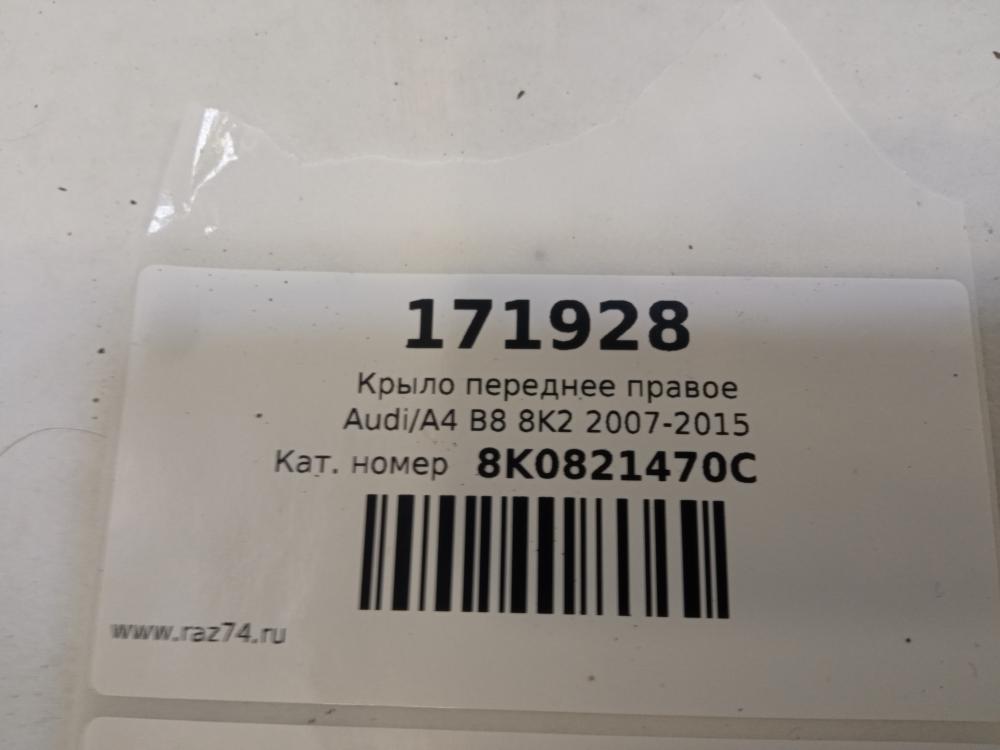 171928
Крыло переднее правое
Audi/A4 B8 8K2 2007-2015
Кат. номер 8K0821470C
www.raz74.ru